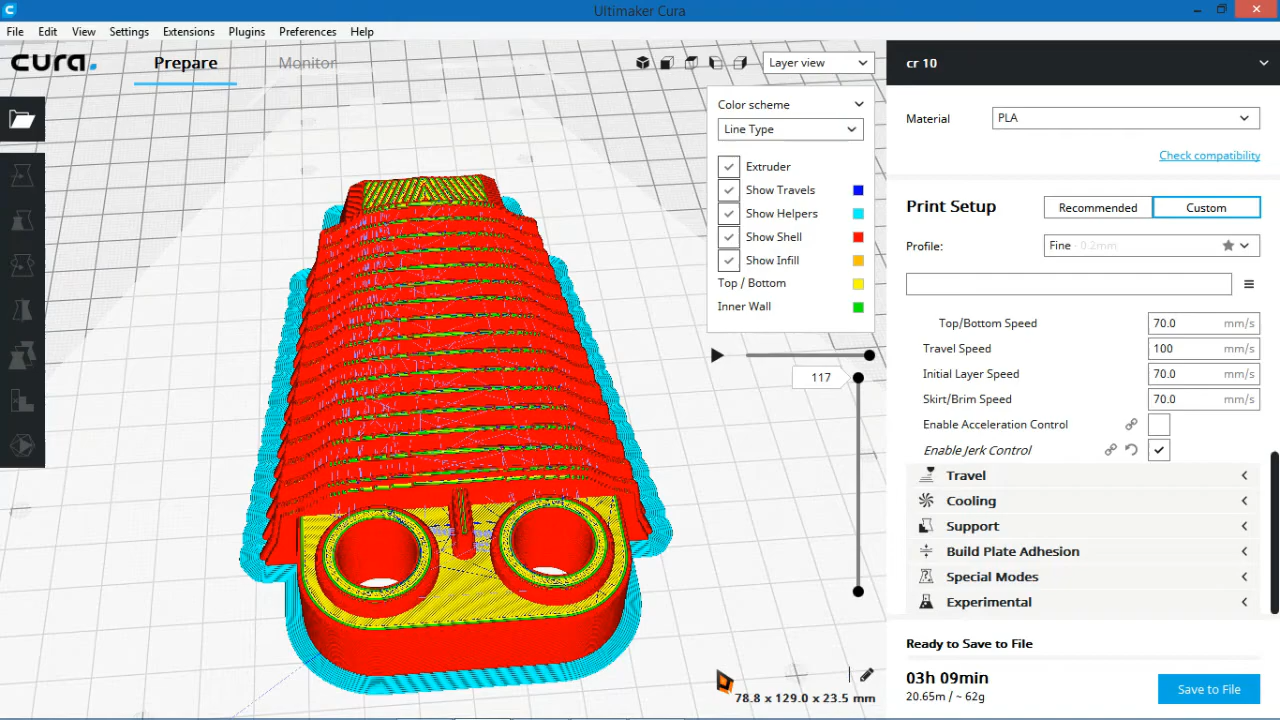 Ultimaker Cura
File Edit View Settings Extensions Plugins Preferences Help
cura.
Prepare
Monitor
Layer view
cr 10
Color scheme
Line Type
Extruder
Show Travels
Show Helpers
Show Shell
Show Infill
Top / Bottom
Inner Wall
117
Material PLA
Check compatibility
Print Setup Recommended Custom
Profile: Fine - 0.2mm
Top/Bottom Speed 70.0 mm/s
Travel Speed 100 mm/s
Initial Layer Speed 70.0 mm/s
Skirt/Brim Speed 70.0 mm/s
Enable Acceleration Control
Enable Jerk Control
Travel
Cooling
Support
Build Plate Adhesion
Special Modes
Experimental
Ready to Save to File
03h 09min
20.65m / ~ 62g
Save to File
78.8 x 129.0 x 23.5 mm